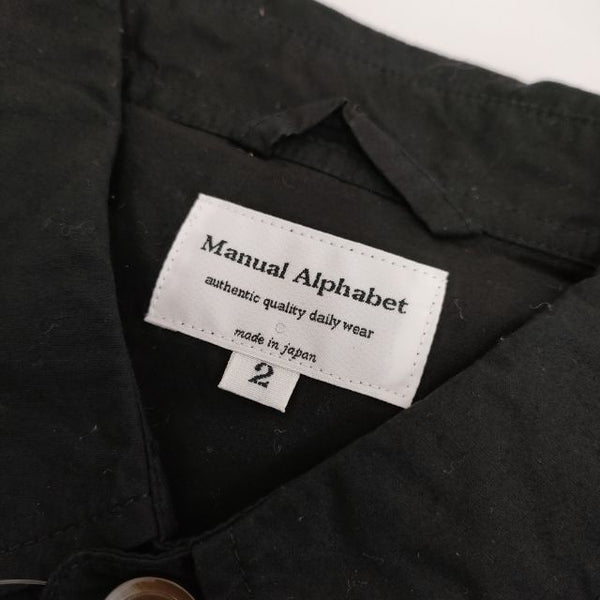 Manual Alphabet
authentic quality daily wear
made in japan
2